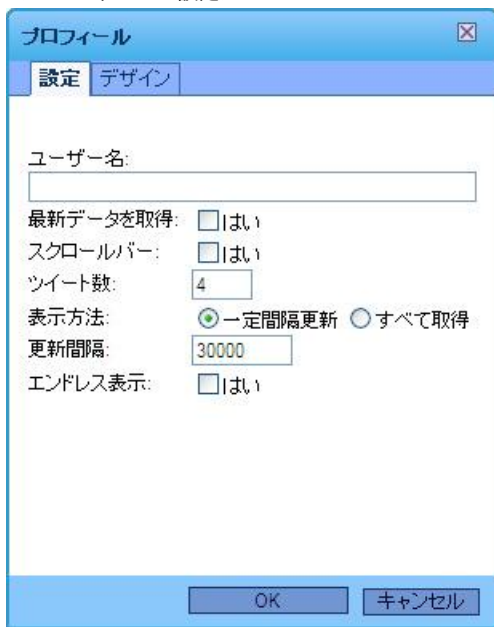 プロフィール
設定 デザイン
ユーザー名:
最新データを取得: はい
スクロールバー: はい
ツイート数: 4
表示方法: 一定間隔更新 すべて取得
更新間隔: 30000
エンドレス表示: はい
OK キャンセル